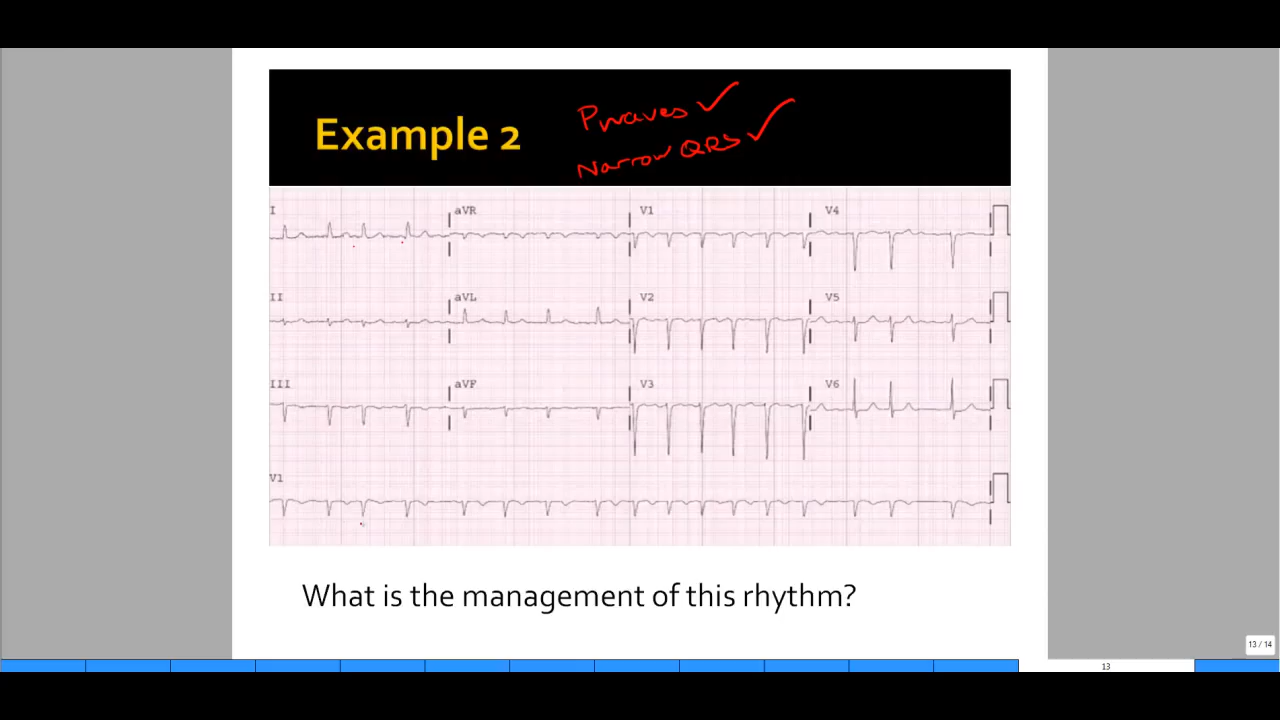 Example 2
Pwaves ✓
Narrow QRS ✓
I
aVR
V1
V4
II
aVL
V2
V5
III
aVF
V3
V6
V1
What is the management of this rhythm?
13 / 14
13